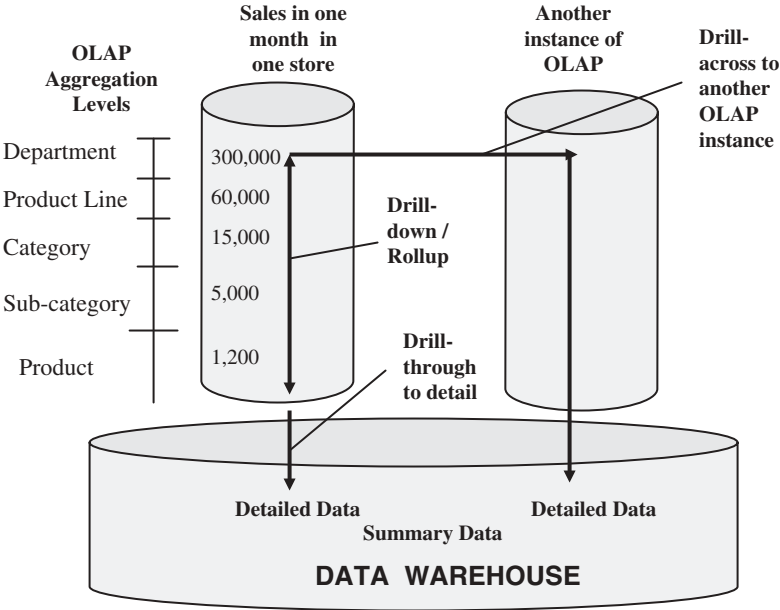 OLAP
Aggregation
Levels
Sales in one
month in
one store
Another
instance of
OLAP
Drill-
across to
another
OLAP
instance
Department
300,000
Product Line
60,000
Category
15,000
Sub-category
5,000
Product
1,200
Drill-
down /
Rollup
Drill-
through
to detail
Detailed Data
Detailed Data
Summary Data
DATA WAREHOUSE